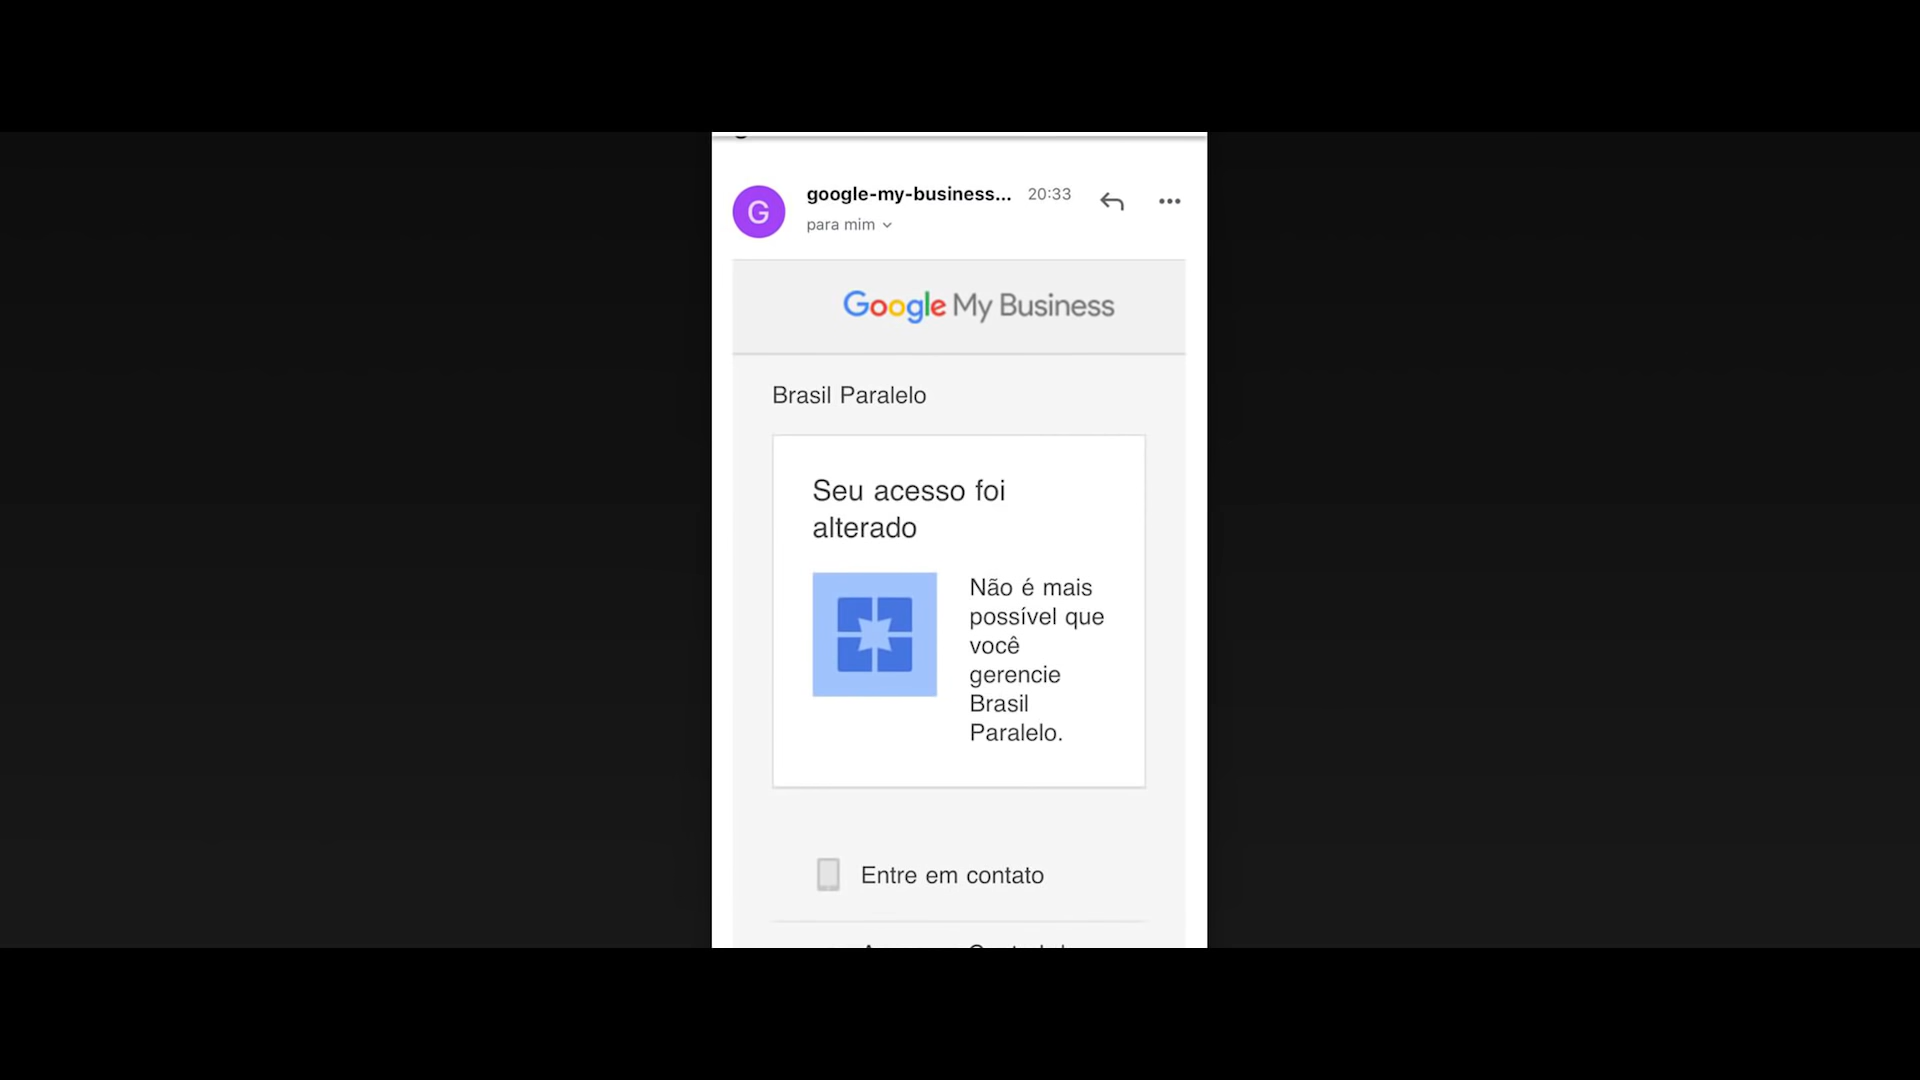 google-my-business... 20:33
G
para mim
Google My Business
Brasil Paralelo
Seu acesso foi
alterado
Não é mais
possível que
você
gerencie
Brasil
Paralelo.
Entre em contato